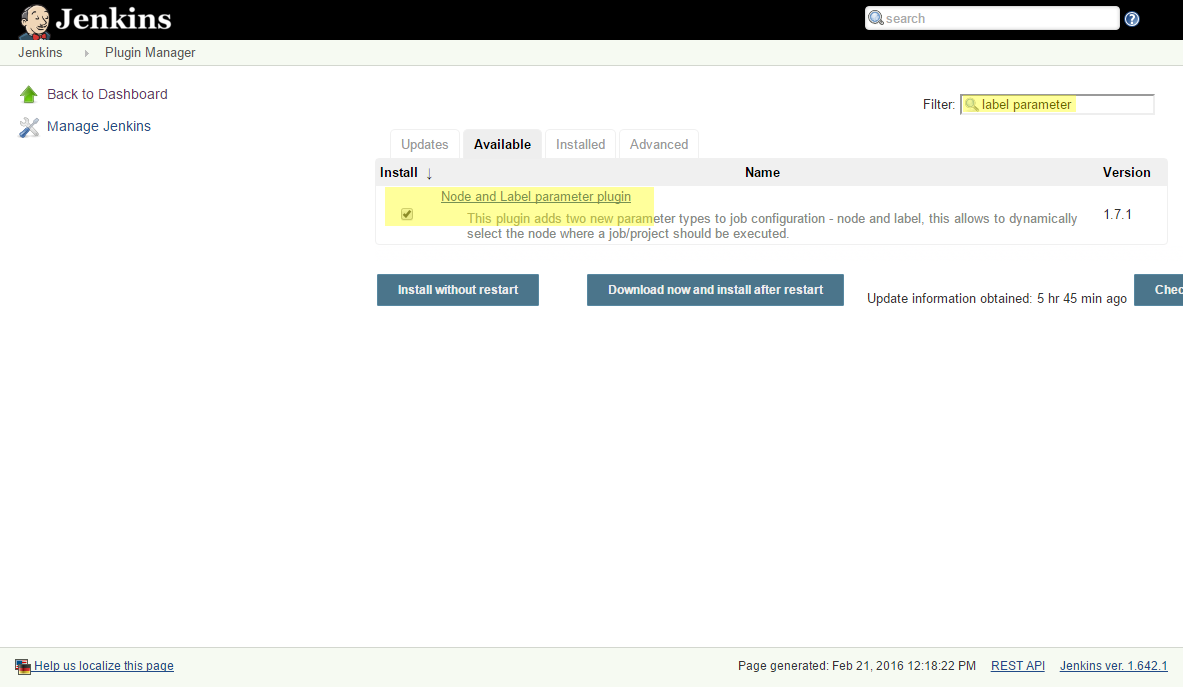 Jenkins
search
Jenkins Plugin Manager
Back to Dashboard
Manage Jenkins
Filter: label parameter
Updates Available Installed Advanced
Install ↓ Name Version
Node and Label parameter plugin
This plugin adds two new parameter types to job configuration - node and label, this allows to dynamically
select the node where a job/project should be executed.
1.7.1
Install without restart Download now and install after restart Update information obtained: 5 hr 45 min ago Chec
Help us localize this page Page generated: Feb 21, 2016 12:18:22 PM REST API Jenkins ver. 1.642.1